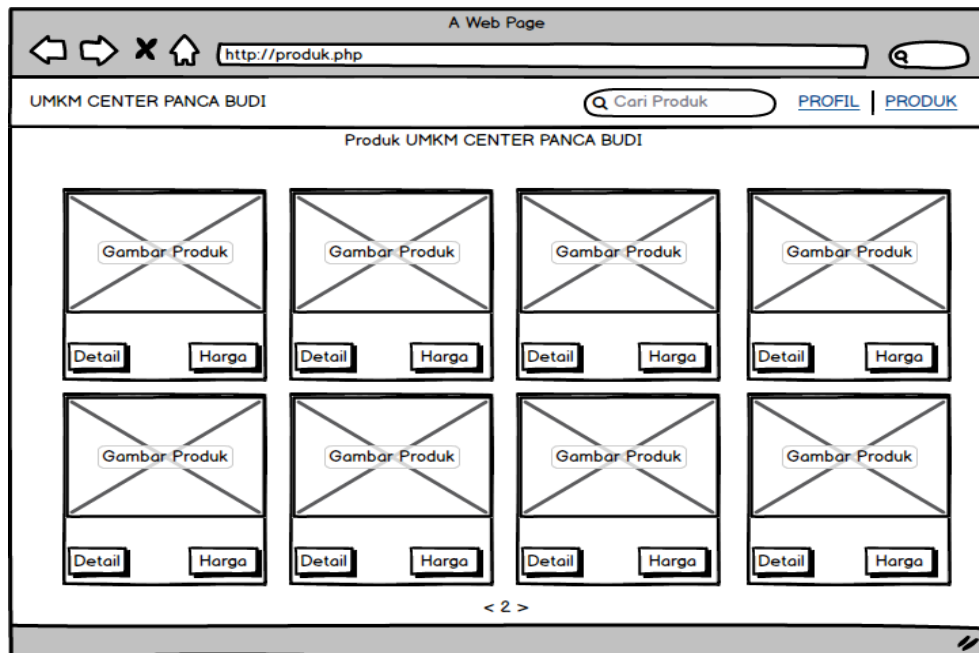 A Web Page
http://produk.php
UMKM CENTER PANCA BUDI
Cari Produk
PROFIL
PRODUK
Produk UMKM CENTER PANCA BUDI
Gambar Produk Gambar Produk Gambar Produk Gambar Produk
Detail Harga Detail Harga Detail Harga Detail Harga
Gambar Produk Gambar Produk Gambar Produk Gambar Produk
Detail Harga Detail Harga Detail Harga Detail Harga
< 2 >